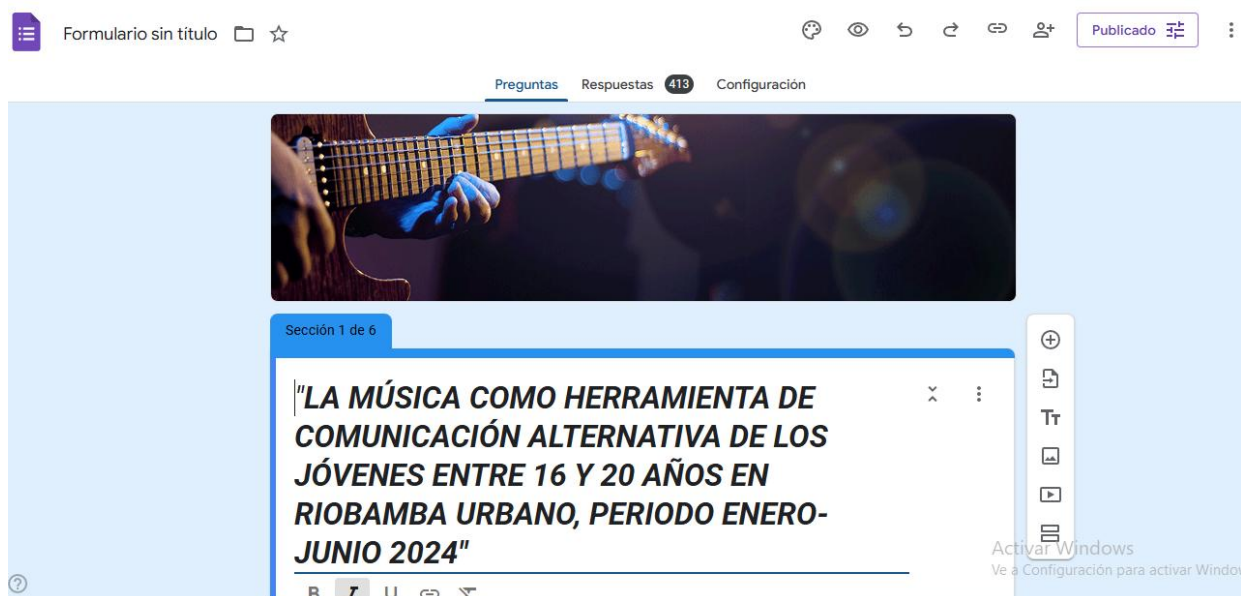 Formulario sin título
Publicado
Preguntas Respuestas 413 Configuración
Sección 1 de 6
"LA MÚSICA COMO HERRAMIENTA DE
COMUNICACIÓN ALTERNATIVA DE LOS
JÓVENES ENTRE 16 Y 20 AÑOS EN
RIOBAMBA URBANO, PERIODO ENERO-
JUNIO 2024"
Tт
Activar Windows
Ve a Configuración para activar Window
B I U